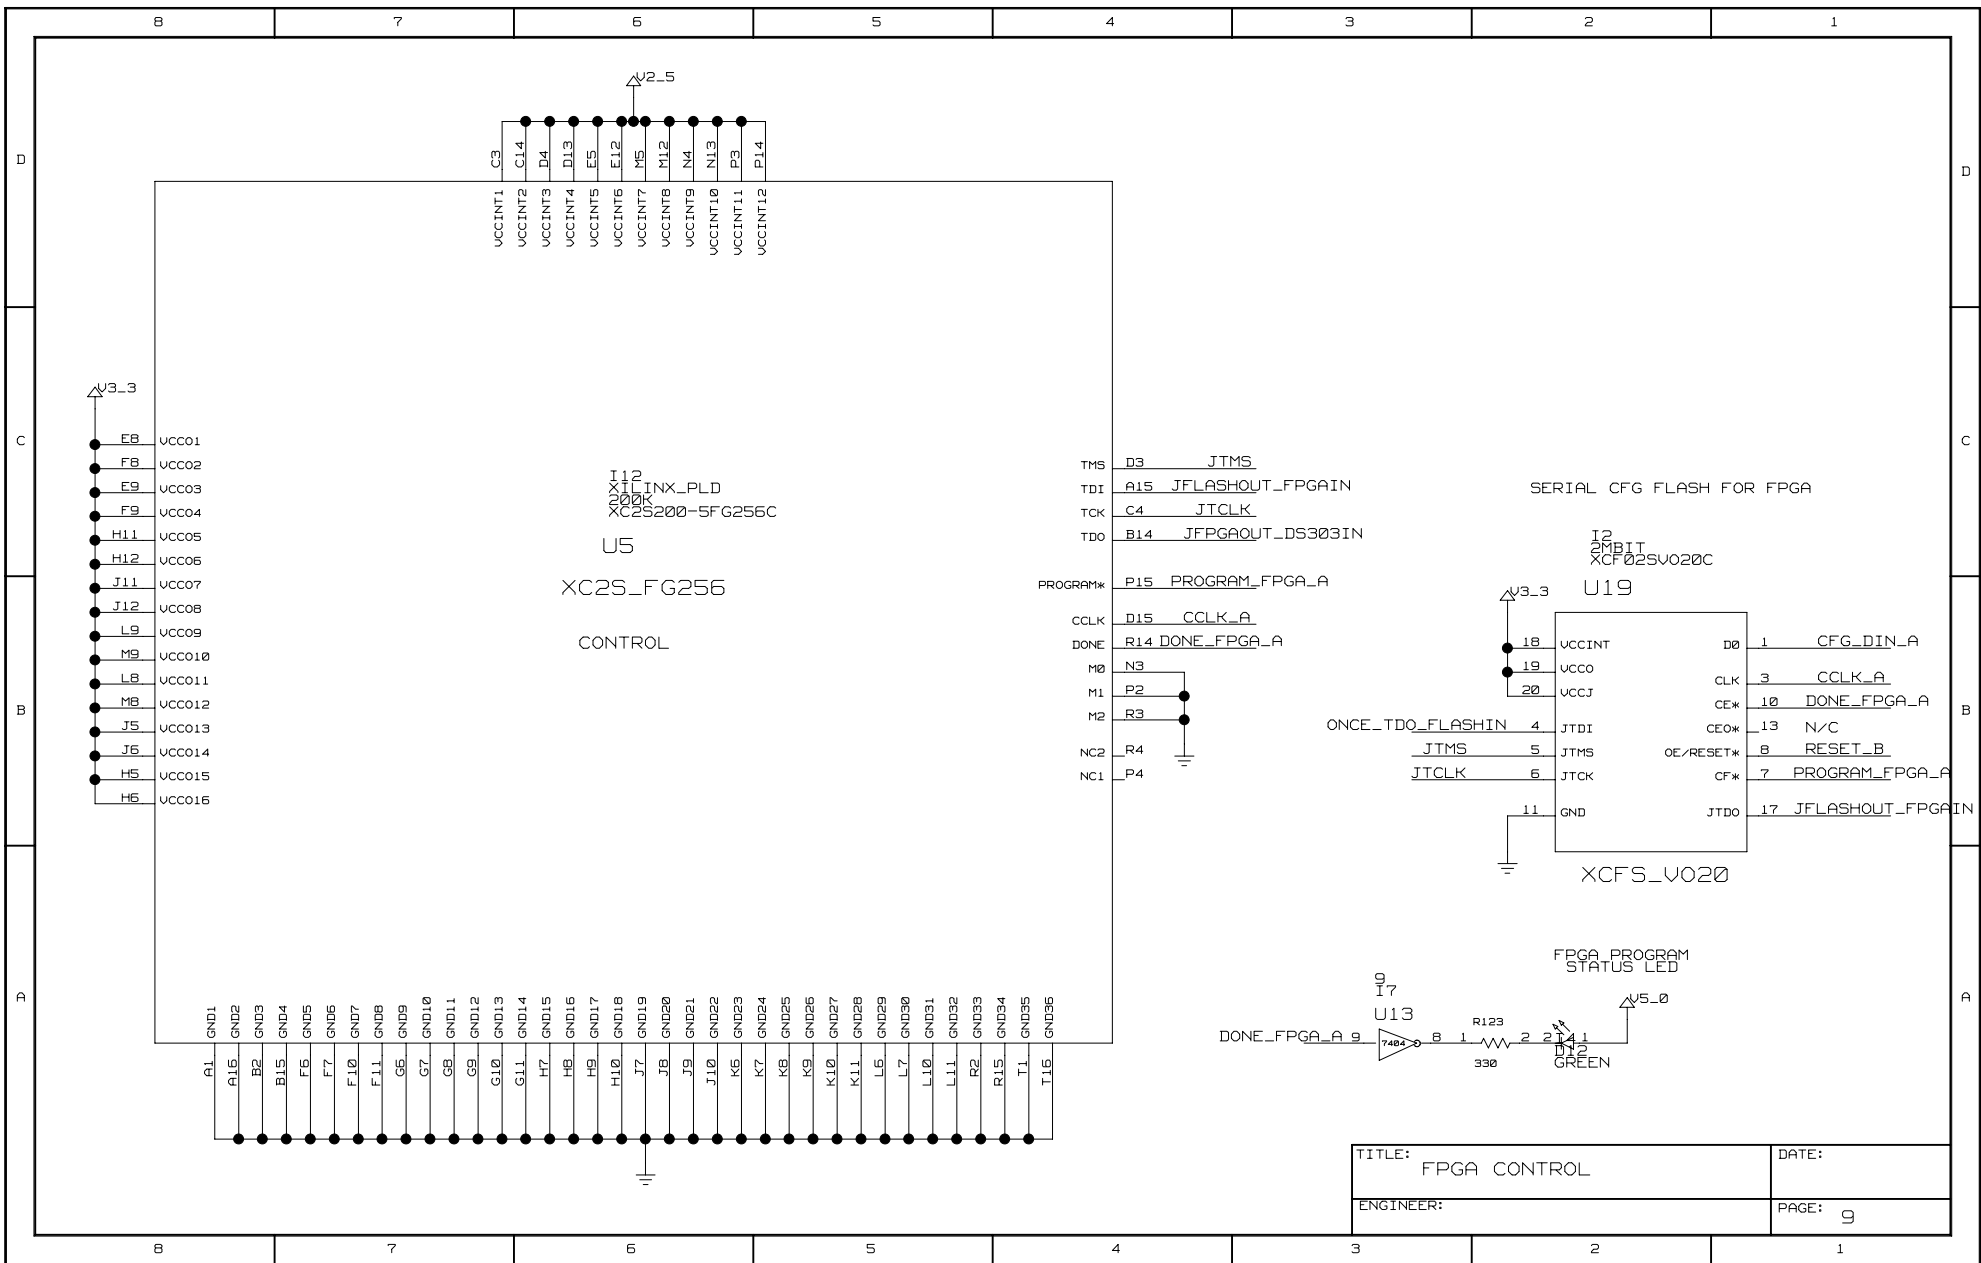 8 7 6 5 4 3 2 1
V2_5
C3 C14 D4 D13 E5 E12 M5 M12 N4 N13 P3 P14
VCCINT1 VCCINT2 VCCINT3 VCCINT4 VCCINT5 VCCINT6 VCCINT7 VCCINT8 VCCINT9 VCCINT10 VCCINT11 VCCINT12
D D
V3_3
C C
E8 VCCO1
F8 VCCO2
E9 VCCO3
F9 VCCO4
H11 VCCO5
H12 VCCO6
J11 VCCO7
J12 VCCO8
L9 VCCO9
M9 VCCO10
L8 VCCO11
M8 VCCO12
J5 VCCO13
J6 VCCO14
H5 VCCO15
H6 VCCO16
I12
XILINX_PLD
200K
XC2S200-5FG256C
U5
XC2S_FG256
CONTROL
TMS D3 JTMS
TDI A15 JFLASHOUT_FPGAIN
TCK C4 JTCLK
TDO B14 JFPGAOUT_DS303IN
PROGRAM* P15 PROGRAM_FPGA_A
CCLK D15 CCLK_A
DONE R14 DONE_FPGA_A
M0 N3
M1 P2
M2 R3
NC2 R4
NC1 P4
SERIAL CFG FLASH FOR FPGA
I2
2MBIT
XCF02SVO20C
U19
V3_3
18 VCCINT D0 1 CFG_DIN_A
19 VCCO CLK 3 CCLK_A
20 VCCJ CE* 10 DONE_FPGA_A
ONCE_TDO_FLASHIN 4 JTDI CEO* 13 N/C
JTMS 5 JTMS OE/RESET* 8 RESET_B
JTCLK 6 JTCK CF* 7 PROGRAM_FPGA_A
11 GND JTDO 17 JFLASHOUT_FPGAIN
XCFS_VO20
B B
FPGA PROGRAM
STATUS LED
9
I7
U13
V5_0
R123
DONE_FPGA_A 9 7404 8 1 2 2 I4 1
330
D12
GREEN
A A
GND1 GND2 GND3 GND4 GND5 GND6 GND7 GND8 GND9 GND10 GND11 GND12 GND13 GND14 GND15 GND16 GND17 GND18 GND19 GND20 GND21 GND22 GND23 GND24 GND25 GND26 GND27 GND28 GND29 GND30 GND31 GND32 GND33 GND34 GND35 GND36
A1 A16 B2 B15 F6 F7 F10 F11 G6 G7 G8 G9 G10 G11 H7 H8 H9 H10 J7 J8 J9 J10 K6 K7 K8 K9 K10 K11 L6 L7 L10 L11 R2 R15 T1 T16
TITLE: FPGA CONTROL
DATE:
ENGINEER:
PAGE: 9
8 7 6 5 4 3 2 1